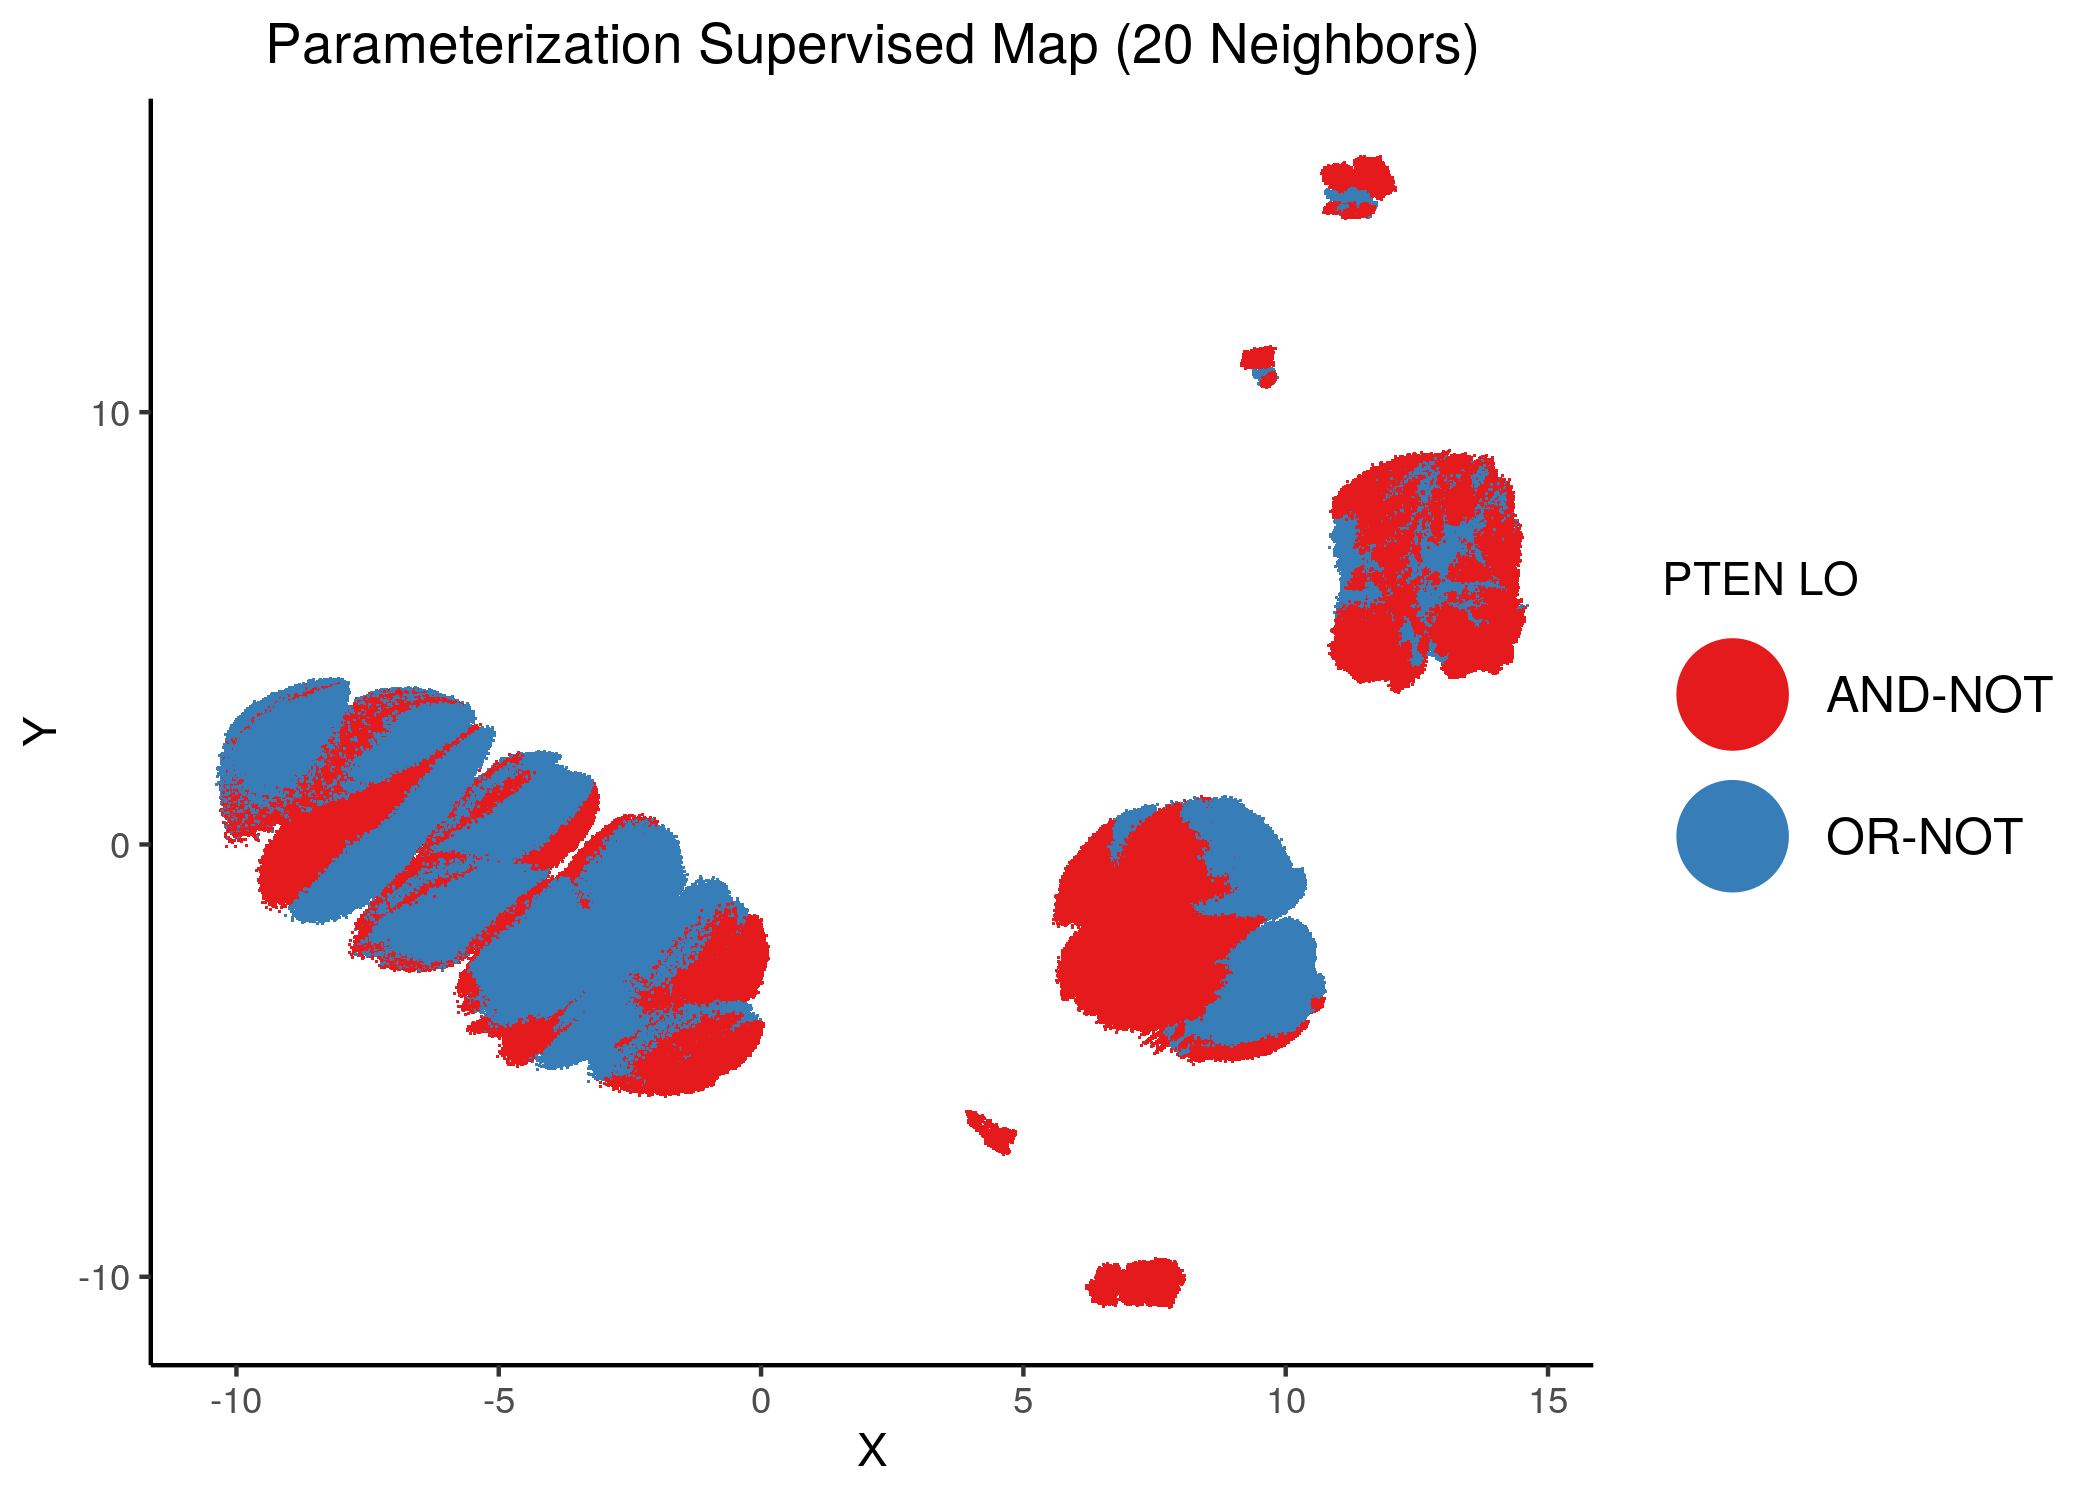 Parameterization Supervised Map (20 Neighbors)
10
0
-10
Y
-10
-5
0
5
10
15
X
PTEN LO
AND-NOT
OR-NOT